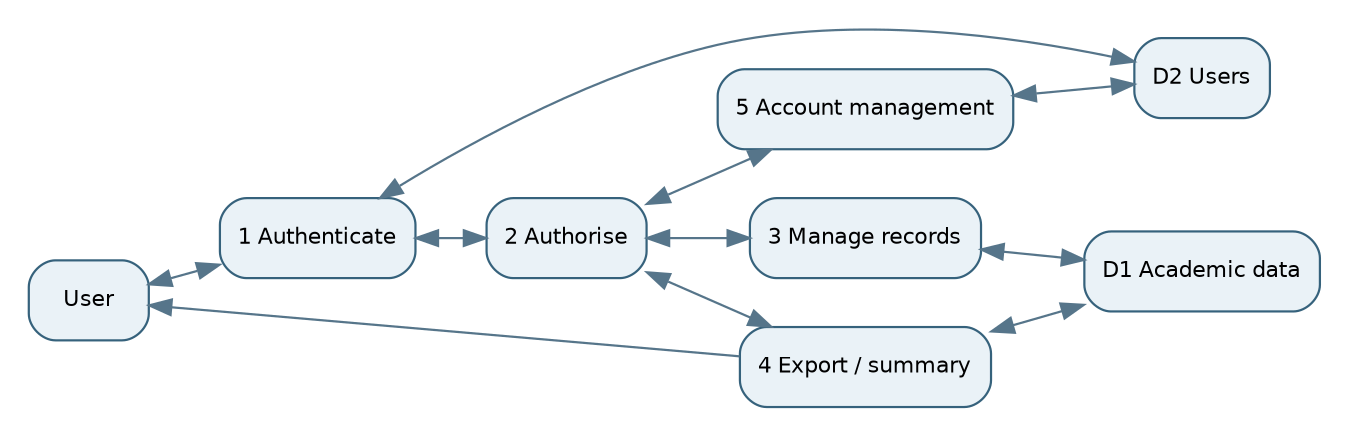 D2 Users
5 Account management
1 Authenticate
2 Authorise
3 Manage records
D1 Academic data
User
4 Export / summary